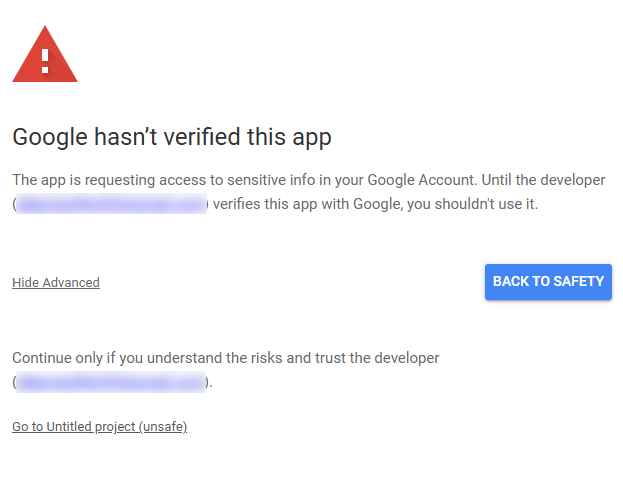 Google hasn’t verified this app
The app is requesting access to sensitive info in your Google Account. Until the developer
( ) verifies this app with Google, you shouldn't use it.
Hide Advanced
BACK TO SAFETY
Continue only if you understand the risks and trust the developer
( ).
Go to Untitled project (unsafe)